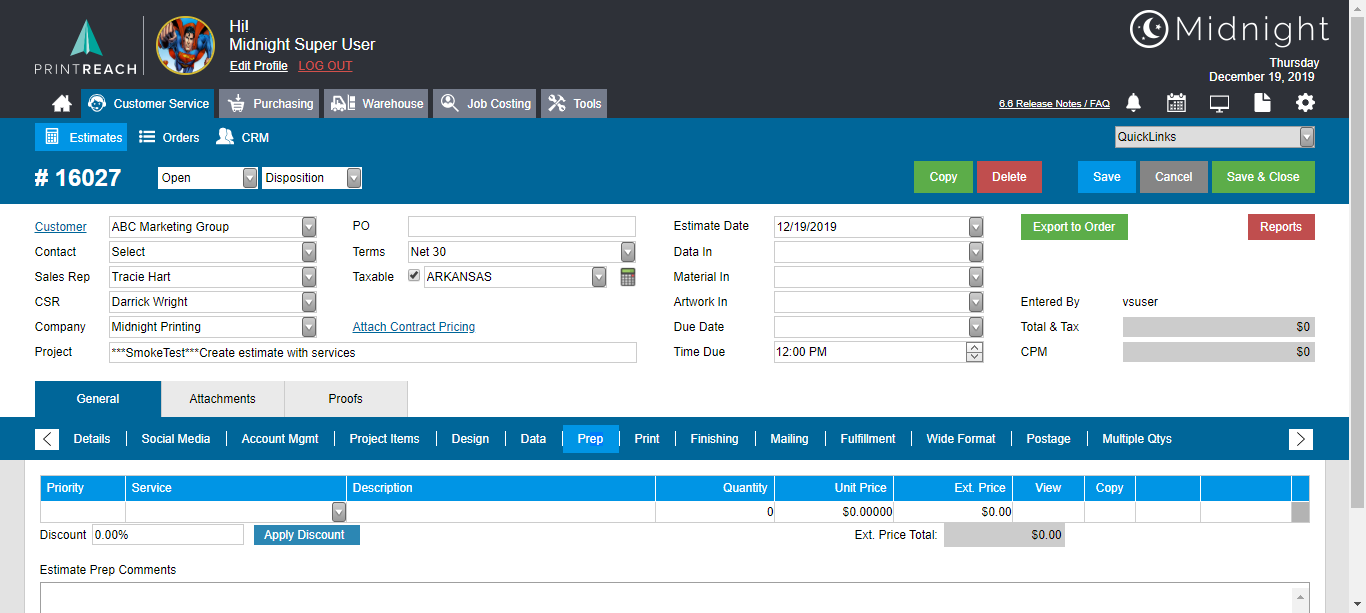 PRINTREACH
Hi!
Midnight Super User
Edit Profile LOG OUT
Midnight
Thursday
December 19, 2019
Customer Service Purchasing Warehouse Job Costing Tools
6.6 Release Notes / FAQ
Estimates Orders CRM
QuickLinks
# 16027 Open Disposition Copy Delete Save Cancel Save & Close
Customer ABC Marketing Group PO Estimate Date 12/19/2019 Export to Order Reports
Contact Select Terms Net 30 Data In
Sales Rep Tracie Hart Taxable ARKANSAS Material In
CSR Darrick Wright Artwork In Entered By vsuser
Company Midnight Printing Attach Contract Pricing Due Date Total & Tax $0
Project ***SmokeTest***Create estimate with services Time Due 12:00 PM CPM $0
General Attachments Proofs
Details Social Media Account Mgmt Project Items Design Data Prep Print Finishing Mailing Fulfillment Wide Format Postage Multiple Qtys
Priority Service Description Quantity Unit Price Ext. Price View Copy
0 $0.00000 $0.00
Discount 0.00% Apply Discount Ext. Price Total: $0.00
Estimate Prep Comments